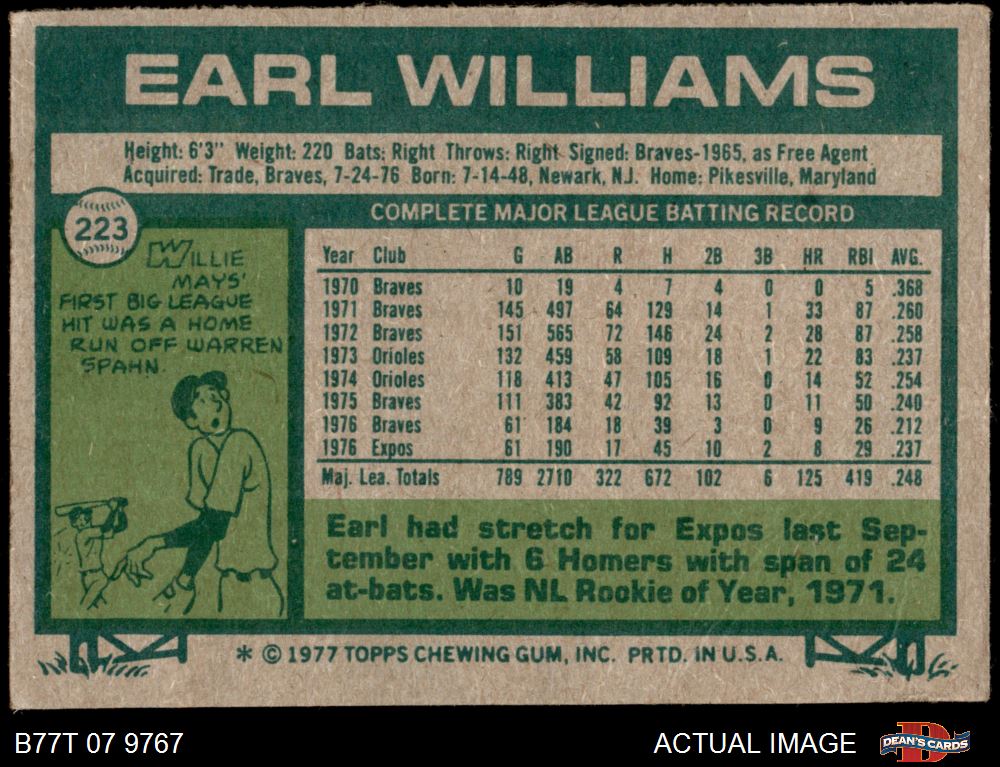 EARL WILLIAMS
Height: 6'3" Weight: 220 Bats: Right Throws: Right Signed: Braves-1965, as Free Agent
Acquired: Trade, Braves, 7-24-76 Born: 7-14-48, Newark, N.J. Home: Pikesville, Maryland
223
WILLIE
MAYS'
FIRST BIG LEAGUE
HIT WAS A HOME
RUN OFF WARREN
SPAHN.
COMPLETE MAJOR LEAGUE BATTING RECORD
Year Club G AB R H 2B 3B HR RBI AVG.
1970 Braves 10 19 4 7 4 0 0 5 .368
1971 Braves 145 497 64 129 14 1 33 87 .260
1972 Braves 151 565 72 146 24 2 28 87 .258
1973 Orioles 132 459 58 109 18 1 22 83 .237
1974 Orioles 118 413 47 105 16 0 14 52 .254
1975 Braves 111 383 42 92 13 0 11 50 .240
1976 Braves 61 184 18 39 3 0 9 26 .212
1976 Expos 61 190 17 45 10 2 8 29 .237
Maj. Lea. Totals 789 2710 322 672 102 6 125 419 .248
Earl had stretch for Expos last Sep-
tember with 6 Homers with span of 24
at-bats. Was NL Rookie of Year, 1971.
* © 1977 TOPPS CHEWING GUM, INC. PRTD. IN U.S.A.
B77T 07 9767
ACTUAL IMAGE
D
DEAN'S CARDS